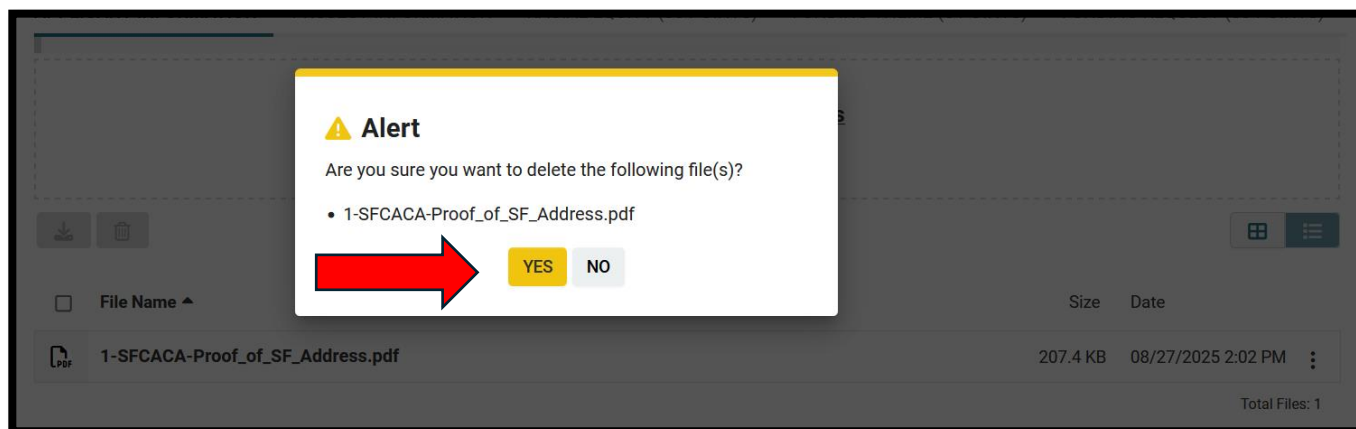 Alert
Are you sure you want to delete the following file(s)?
• 1-SFCACA-Proof_of_SF_Address.pdf
YES NO
File Name Size Date
PDF 1-SFCACA-Proof_of_SF_Address.pdf 207.4 KB 08/27/2025 2:02 PM
Total Files: 1